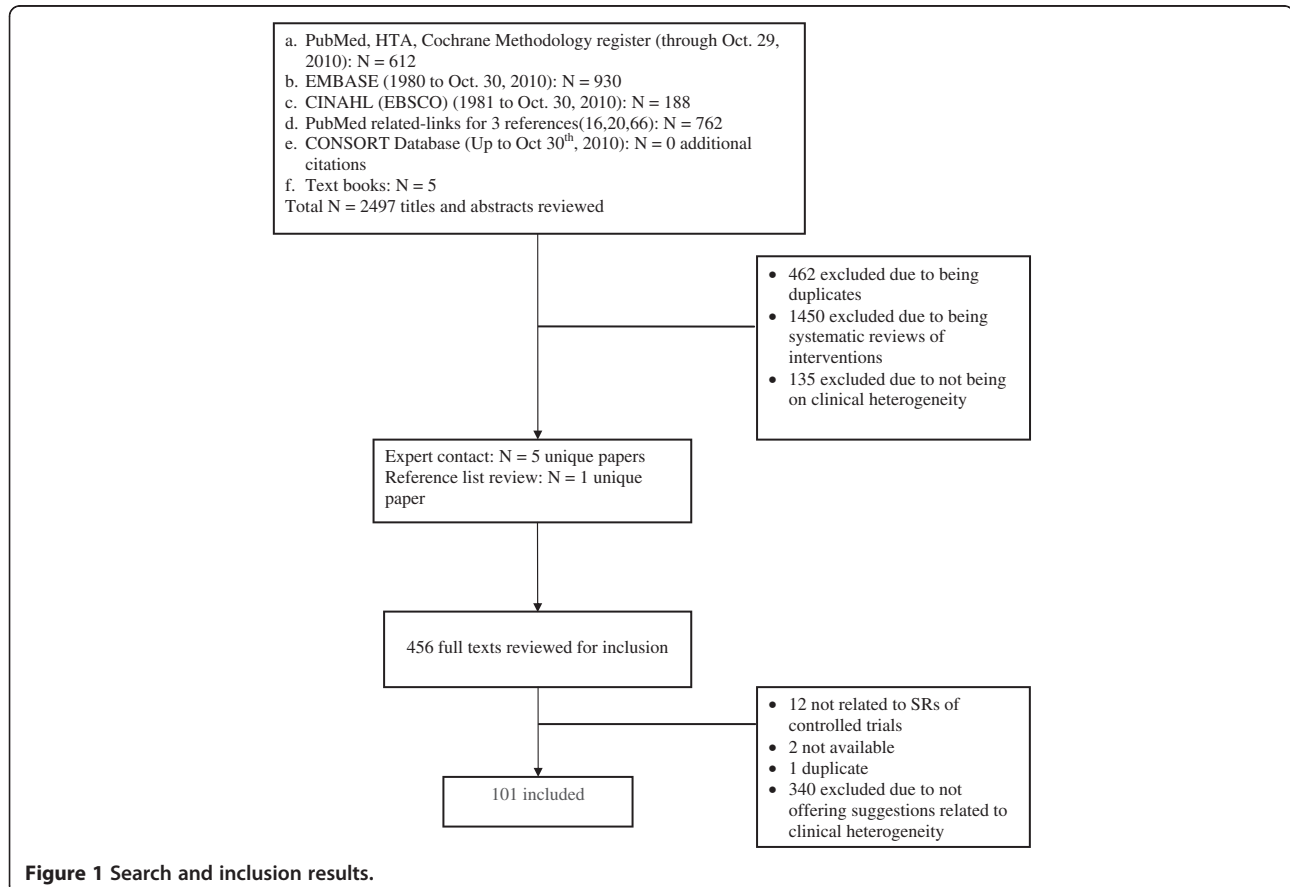 a. PubMed, HTA, Cochrane Methodology register (through Oct. 29,
2010): N = 612
b. EMBASE (1980 to Oct. 30, 2010): N = 930
c. CINAHL (EBSCO) (1981 to Oct. 30, 2010): N = 188
d. PubMed related-links for 3 references(16,20,66): N = 762
e. CONSORT Database (Up to Oct 30th, 2010): N = 0 additional
citations
f. Text books: N = 5
Total N = 2497 titles and abstracts reviewed
• 462 excluded due to being
duplicates
• 1450 excluded due to being
systematic reviews of
interventions
• 135 excluded due to not being
on clinical heterogeneity
Expert contact: N = 5 unique papers
Reference list review: N = 1 unique
paper
456 full texts reviewed for inclusion
• 12 not related to SRs of
controlled trials
• 2 not available
• 1 duplicate
• 340 excluded due to not
offering suggestions related to
clinical heterogeneity
101 included
Figure 1 Search and inclusion results.